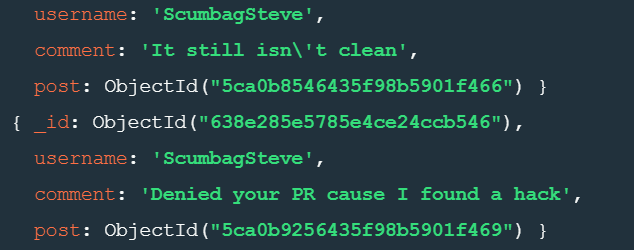 username: 'ScumbagSteve',
comment: 'It still isn\'t clean',
post: ObjectId("5ca0b8546435f98b5901f466") }
{ _id: ObjectId("638e285e5785e4ce24ccb546"),
username: 'ScumbagSteve',
comment: 'Denied your PR cause I found a hack',
post: ObjectId("5ca0b9256435f98b5901f469") }